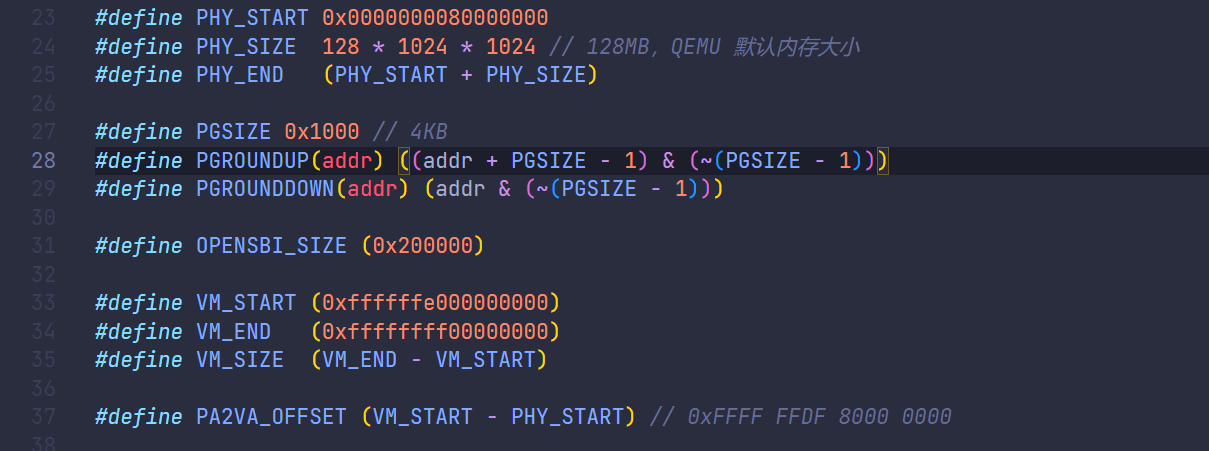 23 #define PHY_START 0x0000000080000000
24 #define PHY_SIZE  128 * 1024 * 1024 // 128MB, QEMU 默认内存大小
25 #define PHY_END   (PHY_START + PHY_SIZE)
26
27 #define PGSIZE 0x1000 // 4KB
28 #define PGROUNDUP(addr) ((addr + PGSIZE - 1) & (~(PGSIZE - 1)))
29 #define PGROUNDDOWN(addr) (addr & (~(PGSIZE - 1)))
30
31 #define OPENSBI_SIZE (0x200000)
32
33 #define VM_START (0xffffffe000000000)
34 #define VM_END   (0xffffffff00000000)
35 #define VM_SIZE  (VM_END - VM_START)
36
37 #define PA2VA_OFFSET (VM_START - PHY_START) // 0xFFFF FFDF 8000 0000
38